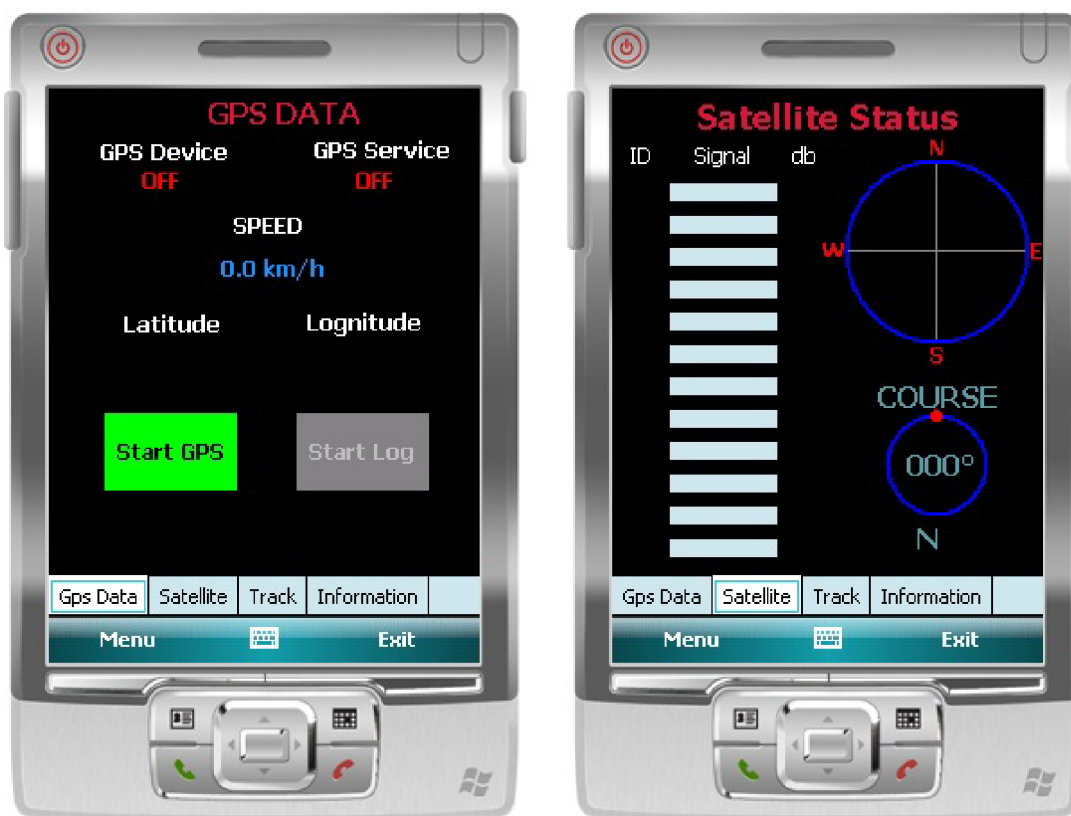 GPS DATA
GPS Device GPS Service
OFF OFF
SPEED
0.0 km/h
Latitude Lognitude
Start GPS Start Log
Gps Data Satellite Track Information
Menu Exit
Satellite Status
ID Signal db
N
W E
S
COURSE
000°
N
Gps Data Satellite Track Information
Menu Exit